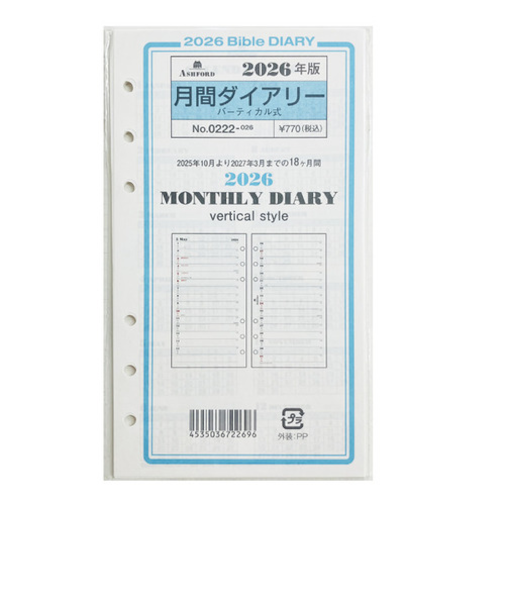 2026 Bible DIARY
ASHFORD
2026年版
月間ダイアリー
バーティカル式
No.0222-026
¥770(税込)
2025年10月より2027年3月までの18ヶ月間
2026
MONTHLY DIARY
vertical style
4535036722696
プラ
外装:PP